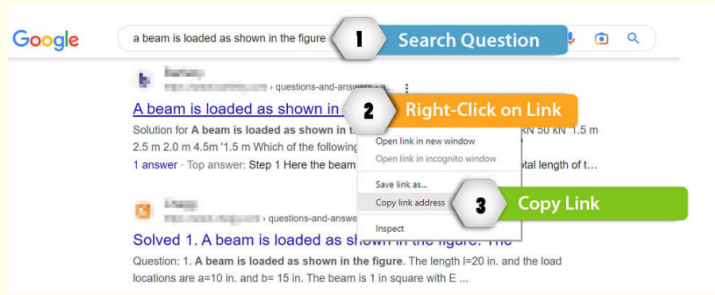 Google
a beam is loaded as shown in the figure
1 Search Question
› questions-and-answers
A beam is loaded as shown in
2 Right-Click on Link
Solution for A beam is loaded as shown in kN 50 kN '1.5 m
2.5 m 2.0 m 4.5m '1.5 m Which of the following
1 answer · Top answer: Step 1 Here the beam tal length of t...
Open link in new window
Open link in incognito window
Save link as...
Copy link address
3 Copy Link
Inspect
› questions-and-answe
Solved 1. A beam is loaded as shown in the figure. The
Question: 1. A beam is loaded as shown in the figure. The length l=20 in. and the load
locations are a=10 in. and b= 15 in. The beam is 1 in square with E ...